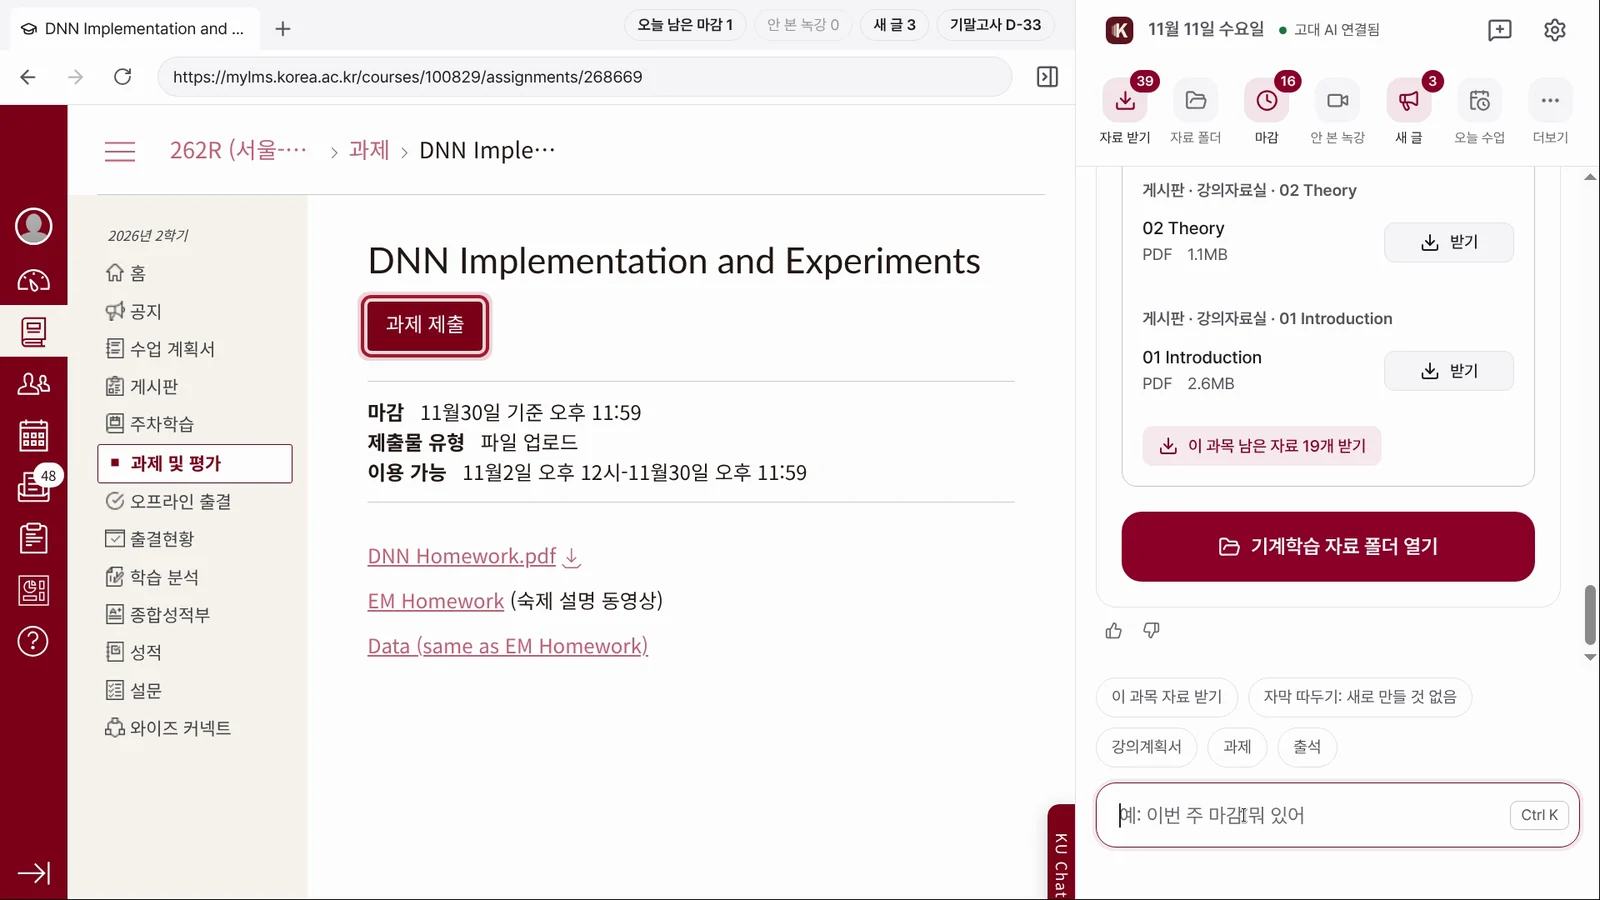 DNN Implementation and ...
오늘 남은 마감 1
안 본 녹강 0
새 글 3
기말고사 D-33
https://mylms.korea.ac.kr/courses/100829/assignments/268669
262R (서울-⋯ › 과제 › DNN Imple⋯
2026년 2학기
홈
공지
수업 계획서
게시판
주차학습
과제 및 평가
오프라인 출결
출결현황
학습 분석
종합성적부
성적
설문
와이즈 커넥트
48
DNN Implementation and Experiments
과제 제출
마감 11월30일 기준 오후 11:59
제출물 유형 파일 업로드
이용 가능 11월2일 오후 12시-11월30일 오후 11:59
DNN Homework.pdf
EM Homework (숙제 설명 동영상)
Data (same as EM Homework)
KU Chat
K
11월 11일 수요일
고대 AI 연결됨
39
16
3
자료 받기
자료 폴더
마감
안 본 녹강
새 글
오늘 수업
더보기
게시판 · 강의자료실 · 02 Theory
02 Theory
PDF 1.1MB
받기
게시판 · 강의자료실 · 01 Introduction
01 Introduction
PDF 2.6MB
받기
이 과목 남은 자료 19개 받기
기계학습 자료 폴더 열기
이 과목 자료 받기
자막 따두기: 새로 만들 것 없음
강의계획서
과제
출석
예: 이번 주 마감 뭐 있어
Ctrl K